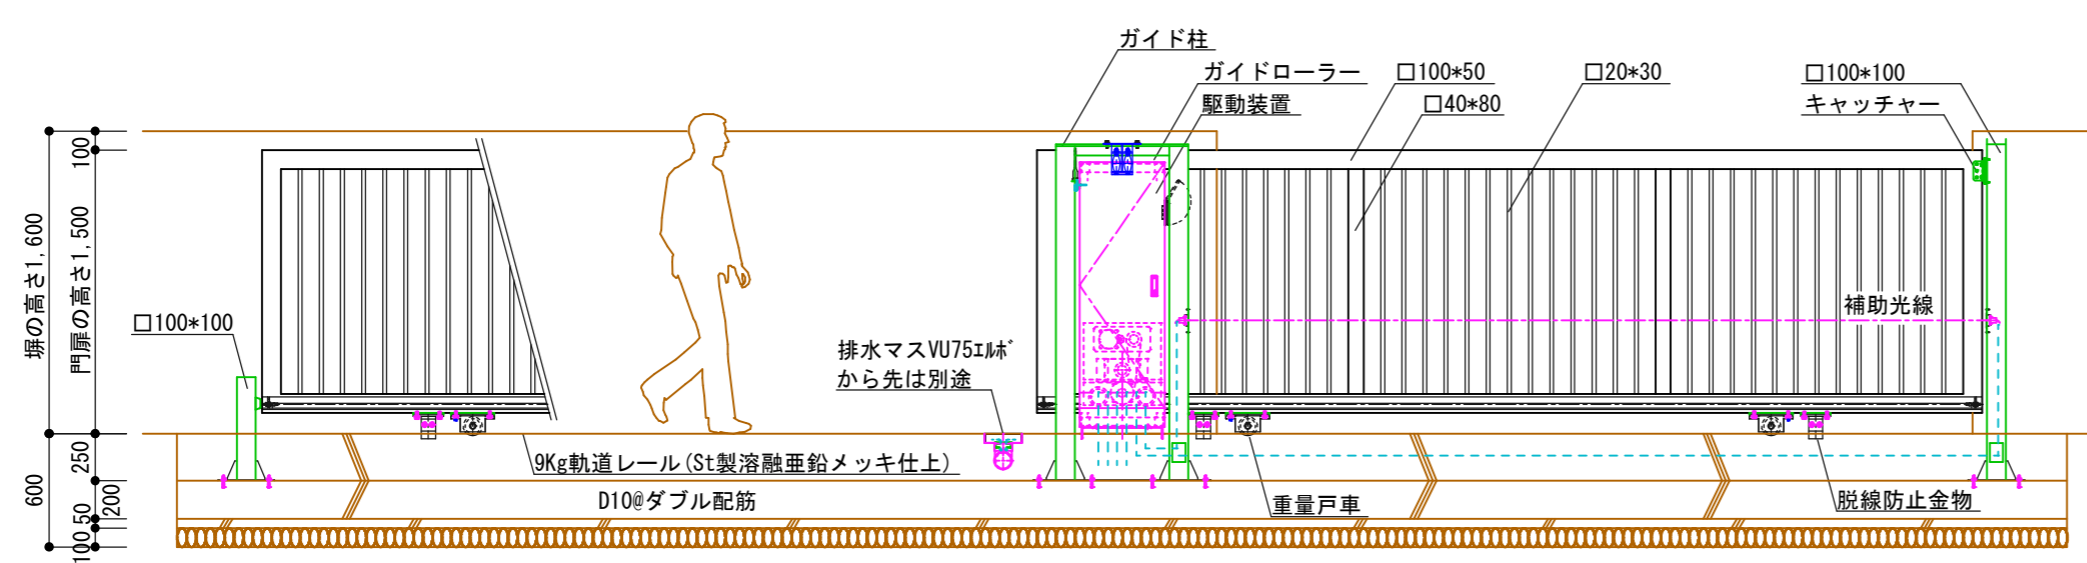 ガイド柱
ガイドローラー
駆動装置
□100*50
□40*80
□20*30
□100*100
キャッチャー
塀の高さ1,600
門扉の高さ1,500
100
□100*100
補助光線
排水マスVU75エルボ
から先は別途
9Kg軌道レール(St製溶融亜鉛メッキ仕上)
D10@ダブル配筋
重量戸車
脱線防止金物
600
250
200
50
100